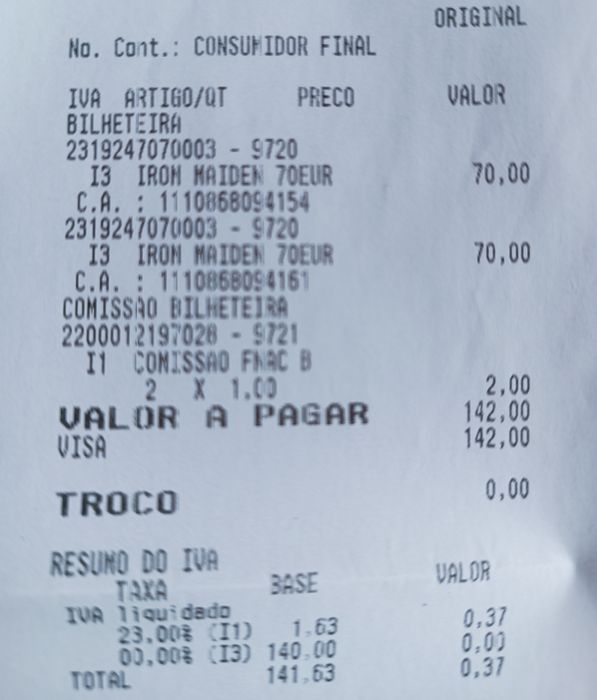 ORIGINAL
No. Cont.: CONSUMIDOR FINAL
IVA ARTIGO/QT PRECO VALOR
BILHETEIRA
2319247070003 - 9720
I3 IRON MAIDEN 70EUR 70,00
C.A. : 1110868094154
2319247070003 - 9720
I3 IRON MAIDEN 70EUR 70,00
C.A. : 1110868094161
COMISSAO BILHETEIRA
2200012197028 - 9721
I1 COMISSAO FNAC B
2 X 1.00 2,00
VALOR A PAGAR 142,00
VISA 142,00
TROCO 0,00
RESUMO DO IVA
TAXA BASE VALOR
IVA liquidado
23,00% (I1) 1,63 0,37
00,00% (I3) 140,00 0,00
TOTAL 141,63 0,37